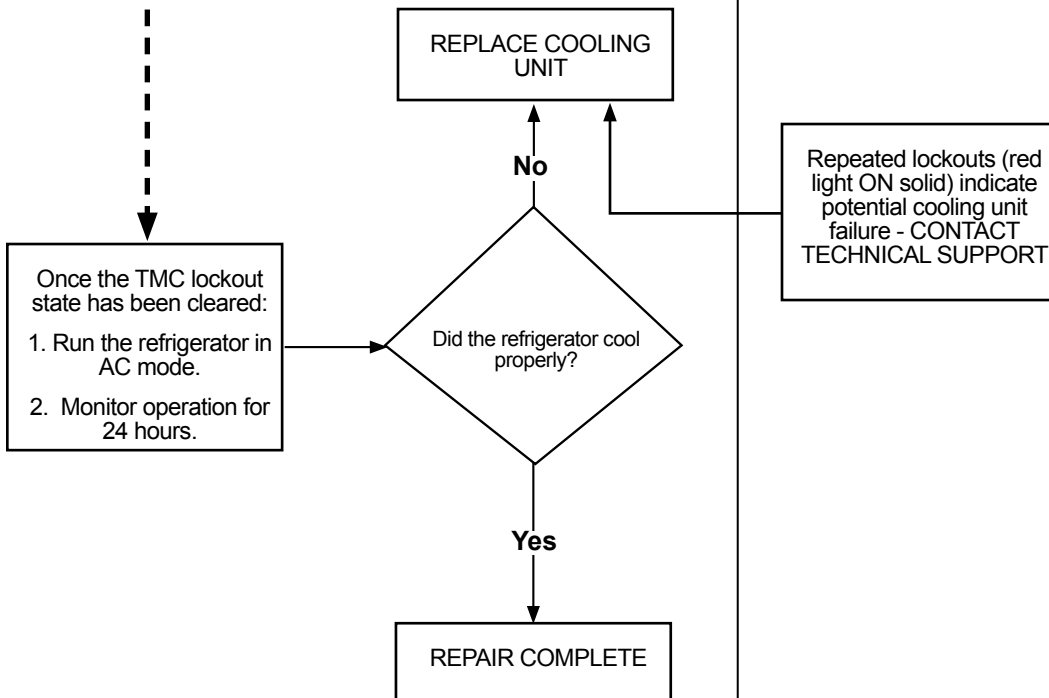 REPLACE COOLING
UNIT
No
Repeated lockouts (red
light ON solid) indicate
potential cooling unit
failure - CONTACT
TECHNICAL SUPPORT
Once the TMC lockout
state has been cleared:
1. Run the refrigerator in
AC mode.
2. Monitor operation for
24 hours.
Did the refrigerator cool
properly?
Yes
REPAIR COMPLETE